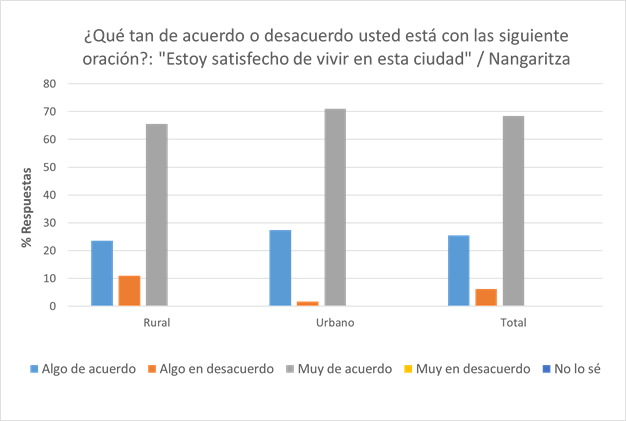 ¿Qué tan de acuerdo o desacuerdo usted está con las siguiente
oración?: "Estoy satisfecho de vivir en esta ciudad" / Nangaritza
80
70
60
50
40
30
20
10
0
% Respuestas
Rural Urbano Total
Algo de acuerdo Algo en desacuerdo Muy de acuerdo Muy en desacuerdo No lo sé